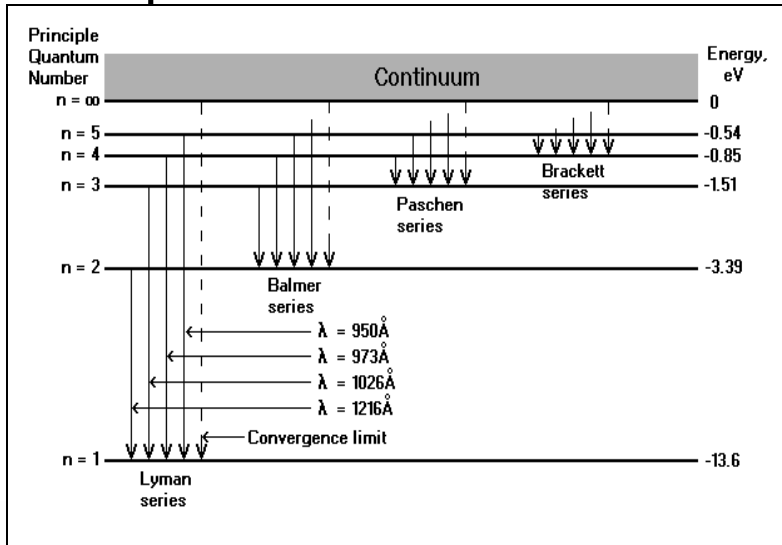 Principle
Quantum
Number
Energy,
eV
Continuum
n = ∞
0
n = 5
-0.54
n = 4
-0.85
n = 3
-1.51
Brackett
series
Paschen
series
n = 2
-3.39
Balmer
series
λ = 950Å
λ = 973Å
λ = 1026Å
λ = 1216Å
Convergence limit
n = 1
-13.6
Lyman
series